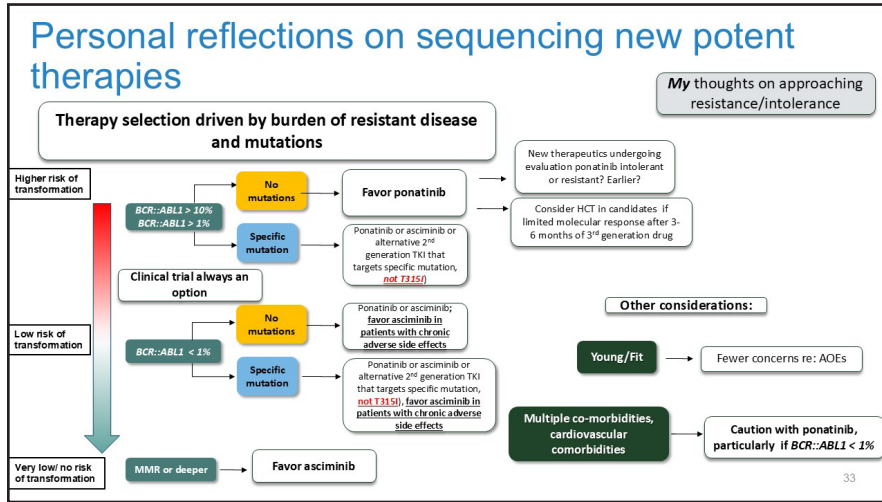 Personal reflections on sequencing new potent
therapies
My thoughts on approaching
resistance/intolerance
Therapy selection driven by burden of resistant disease
and mutations
Higher risk of
transformation
BCR::ABL1 > 10%
BCR::ABL1 > 1%
No
mutations
Favor ponatinib
New therapeutics undergoing
evaluation ponatinib intolerant
or resistant? Earlier?
Consider HCT in candidates if
limited molecular response after 3-
6 months of 3rd generation drug
Specific
mutation
Ponatinib or asciminib or
alternative 2nd
generation TKI that
targets specific mutation,
not T315I)
Clinical trial always an
option
Low risk of
transformation
BCR::ABL1 < 1%
No
mutations
Ponatinib or asciminib;
favor asciminib in
patients with chronic
adverse side effects
Specific
mutation
Ponatinib or asciminib or
alternative 2nd generation TKI
that targets specific mutation,
not T315I), favor asciminib in
patients with chronic adverse
side effects
Very low/ no risk
of transformation
MMR or deeper
Favor asciminib
Other considerations:
Young/Fit
Fewer concerns re: AOEs
Multiple co-morbidities,
cardiovascular
comorbidities
Caution with ponatinib,
particularly if BCR::ABL1 < 1%
33